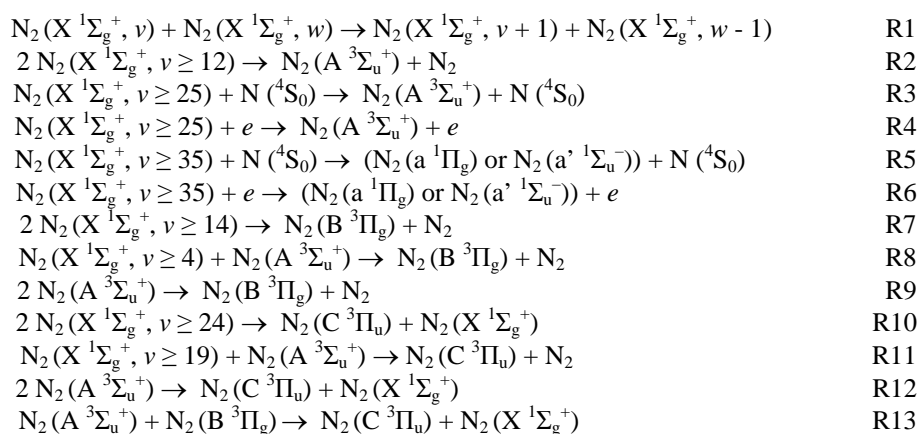 N₂(X ¹Σg⁺, v) + N₂(X ¹Σg⁺, w) → N₂(X ¹Σg⁺, v + 1) + N₂(X ¹Σg⁺, w - 1) R1
2 N₂(X ¹Σg⁺, v ≥ 12) → N₂(A ³Σu⁺) + N₂ R2
N₂(X ¹Σg⁺, v ≥ 25) + N (⁴S₀) → N₂(A ³Σu⁺) + N (⁴S₀) R3
N₂(X ¹Σg⁺, v ≥ 25) + e → N₂(A ³Σu⁺) + e R4
N₂(X ¹Σg⁺, v ≥ 35) + N (⁴S₀) → (N₂(a ¹Πg) or N₂(a’ ¹Σu⁻)) + N (⁴S₀) R5
N₂(X ¹Σg⁺, v ≥ 35) + e → (N₂(a ¹Πg) or N₂(a’ ¹Σu⁻)) + e R6
2 N₂(X ¹Σg⁺, v ≥ 14) → N₂(B ³Πg) + N₂ R7
N₂(X ¹Σg⁺, v ≥ 4) + N₂(A ³Σu⁺) → N₂(B ³Πg) + N₂ R8
2 N₂(A ³Σu⁺) → N₂(B ³Πg) + N₂ R9
2 N₂(X ¹Σg⁺, v ≥ 24) → N₂(C ³Πu) + N₂(X ¹Σg⁺) R10
N₂(X ¹Σg⁺, v ≥ 19) + N₂(A ³Σu⁺) → N₂(C ³Πu) + N₂ R11
2 N₂(A ³Σu⁺) → N₂(C ³Πu) + N₂(X ¹Σg⁺) R12
N₂(A ³Σu⁺) + N₂(B ³Πg) → N₂(C ³Πu) + N₂(X ¹Σg⁺) R13